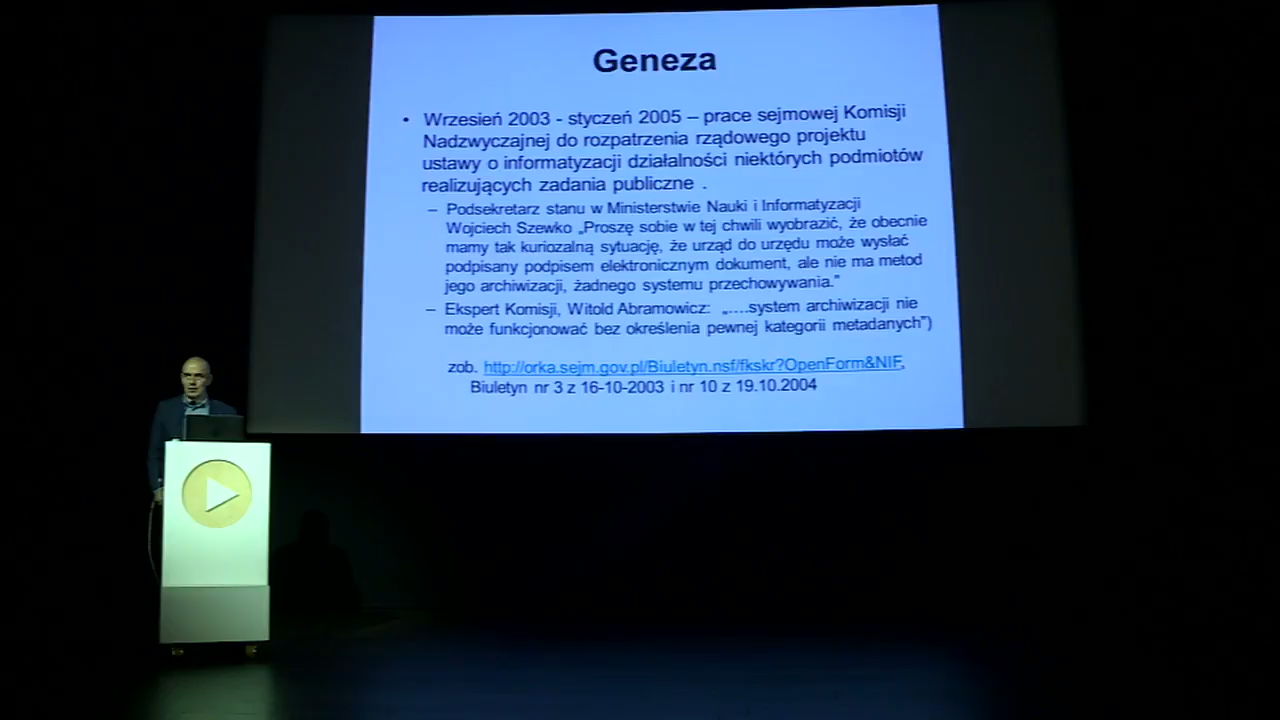 Geneza
• Wrzesień 2003 - styczeń 2005 – prace sejmowej Komisji
Nadzwyczajnej do rozpatrzenia rządowego projektu
ustawy o informatyzacji działalności niektórych podmiotów
realizujących zadania publiczne .
– Podsekretarz stanu w Ministerstwie Nauki i Informatyzacji
Wojciech Szewko „Proszę sobie w tej chwili wyobrazić, że obecnie
mamy tak kuriozalną sytuację, że urząd do urzędu może wysłać
podpisany podpisem elektronicznym dokument, ale nie ma metod
jego archiwizacji, żadnego systemu przechowywania.”
– Ekspert Komisji, Witold Abramowicz: „....system archiwizacji nie
może funkcjonować bez określenia pewnej kategorii metadanych”)
zob. http://orka.sejm.gov.pl/Biuletyn.nsf/fkskr?OpenForm&NIF,
Biuletyn nr 3 z 16-10-2003 i nr 10 z 19.10.2004